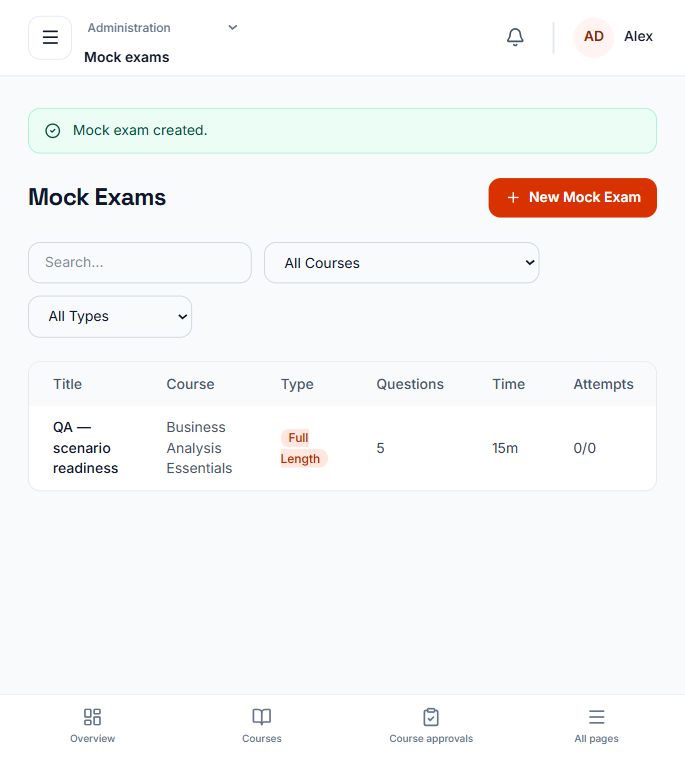 Administration
Mock exams
AD
Alex
Mock exam created.
Mock Exams
New Mock Exam
Search...
All Courses
All Types
Title Course Type Questions Time Attempts
QA —
scenario
readiness
Business
Analysis
Essentials
Full
Length
5
15m
0/0
Overview
Courses
Course approvals
All pages